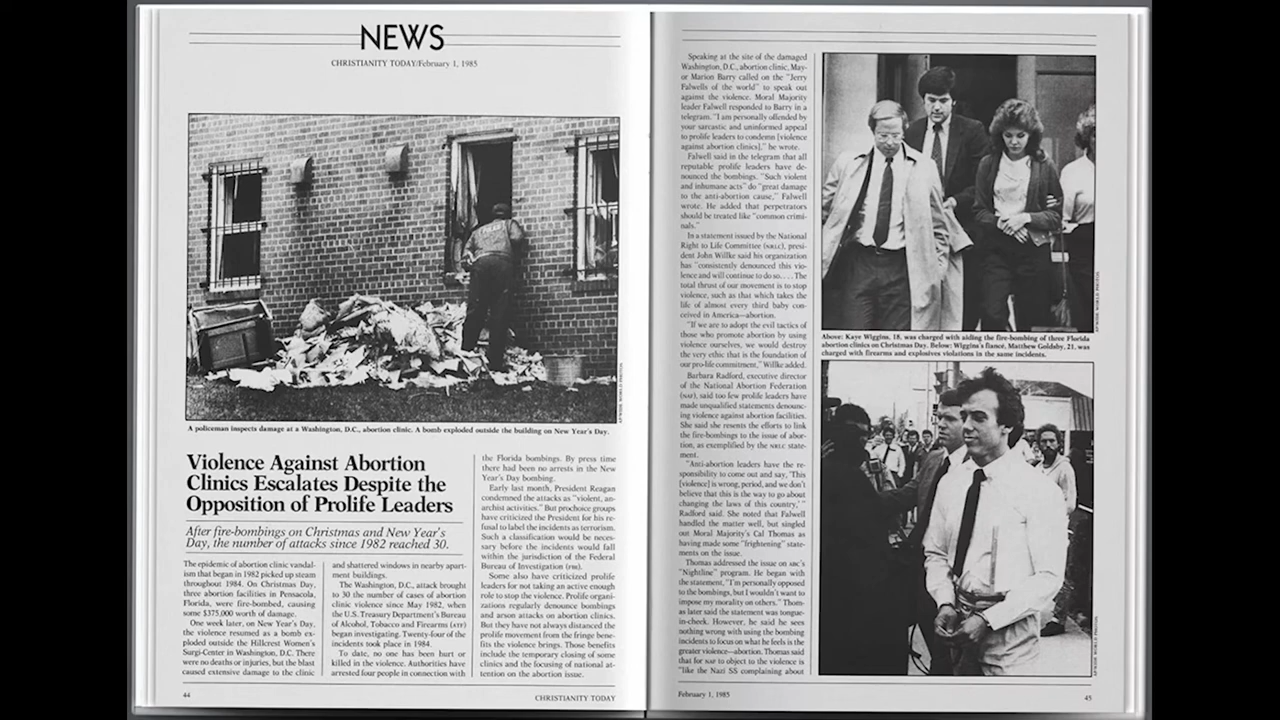 NEWS
CHRISTIANITY TODAY/February 1, 1985
A policeman inspects damage at a Washington, D.C., abortion clinic. A bomb exploded outside the building on New Year's Day.
Violence Against Abortion
Clinics Escalates Despite the
Opposition of Prolife Leaders
After fire-bombings on Christmas and New Year's
Day, the number of attacks since 1982 reached 30.
The epidemic of abortion clinic vandal-
ism that began in 1982 picked up steam
throughout 1984. On Christmas Day,
three abortion facilities in Pensacola,
Florida, were fire-bombed, causing
some $375,000 worth of damage.
One week later, on New Year's Day,
the violence resumed as a bomb ex-
ploded outside the Hillcrest Women's
Surgi-Center in Washington, D.C. There
were no deaths or injuries, but the blast
caused extensive damage to the clinic
and shattered windows in nearby apart-
ment buildings.
The Washington, D.C., attack brought
to 30 the number of cases of abortion
clinic violence since May 1982, when
the U.S. Treasury Department's Bureau
of Alcohol, Tobacco and Firearms (ATF)
began investigating. Twenty-four of the
incidents took place in 1984.
To date, no one has been hurt or
killed in the violence. Authorities have
arrested four people in connection with
the Florida bombings. By press time
there had been no arrests in the New
Year's Day bombing.
Early last month, President Reagan
condemned the attacks as "violent, an-
archist activities." But prochoice groups
have criticized the President for his re-
fusal to label the incidents as terrorism.
Such a classification would be neces-
sary before the incidents would fall
within the jurisdiction of the Federal
Bureau of Investigation (FBI).
Some also have criticized prolife
leaders for not taking an active enough
role to stop the violence. Prolife organi-
zations regularly denounce bombings
and arson attacks on abortion clinics.
But they have not always distanced the
prolife movement from the fringe bene-
fits the violence brings. Those benefits
include the temporary closing of some
clinics and the focusing of national at-
tention on the abortion issue.
44
CHRISTIANITY TODAY
Speaking at the site of the damaged
Washington, D.C., abortion clinic, May-
or Marion Barry called on the "Jerry
Falwells of the world" to speak out
against the violence. Moral Majority
leader Falwell responded to Barry in a
telegram. "I am personally offended by
your sarcastic and uninformed appeal
to prolife leaders to condemn [violence
against abortion clinics]," he wrote.
Falwell said in the telegram that all
reputable prolife leaders have de-
nounced the bombings. "Such violent
and inhumane acts" do "great damage
to the anti-abortion cause," Falwell
wrote. He added that perpetrators
should be treated like "common crimi-
nals."
In a statement issued by the National
Right to Life Committee (NRLC), presi-
dent John Willke said his organization
has "consistently denounced this vio-
lence and will continue to do so. . . . The
total thrust of our movement is to stop
violence, such as that which takes the
life of almost every third baby con-
ceived in America—abortion.
"If we are to adopt the evil tactics of
those who promote abortion by using
violence ourselves, we would destroy
the very ethic that is the foundation of
our pro-life commitment," Willke added.
Barbara Radford, executive director
of the National Abortion Federation
(NAF), said too few prolife leaders have
made unqualified statements denounc-
ing violence against abortion facilities.
She said she resents the efforts to link
the fire-bombings to the issue of abor-
tion, as exemplified by the NRLC state-
ment.
"Anti-abortion leaders have the re-
sponsibility to come out and say, 'This
[violence] is wrong, period, and we don't
believe that this is the way to go about
changing the laws of this country,'"
Radford said. She noted that Falwell
handled the matter well, but singled
out Moral Majority's Cal Thomas as
having made some "frightening" state-
ments on the issue.
Thomas addressed the issue on ABC's
"Nightline" program. He began with
the statement, "I'm personally opposed
to the bombings, but I wouldn't want to
impose my morality on others." Thom-
as later said the statement was tongue-
in-cheek. However, he said he sees
nothing wrong with using the bombing
incidents to focus on what he feels is the
greater violence—abortion. Thomas said
that for NAF to object to the violence is
"like the Nazi SS complaining about
Above: Kaye Wiggins, 18, was charged with aiding the fire-bombing of three Florida
abortion clinics on Christmas Day. Below: Wiggins's fiancé, Matthew Goldsby, 21, was
charged with firearms and explosives violations in the same incidents.
February 1, 1985
45